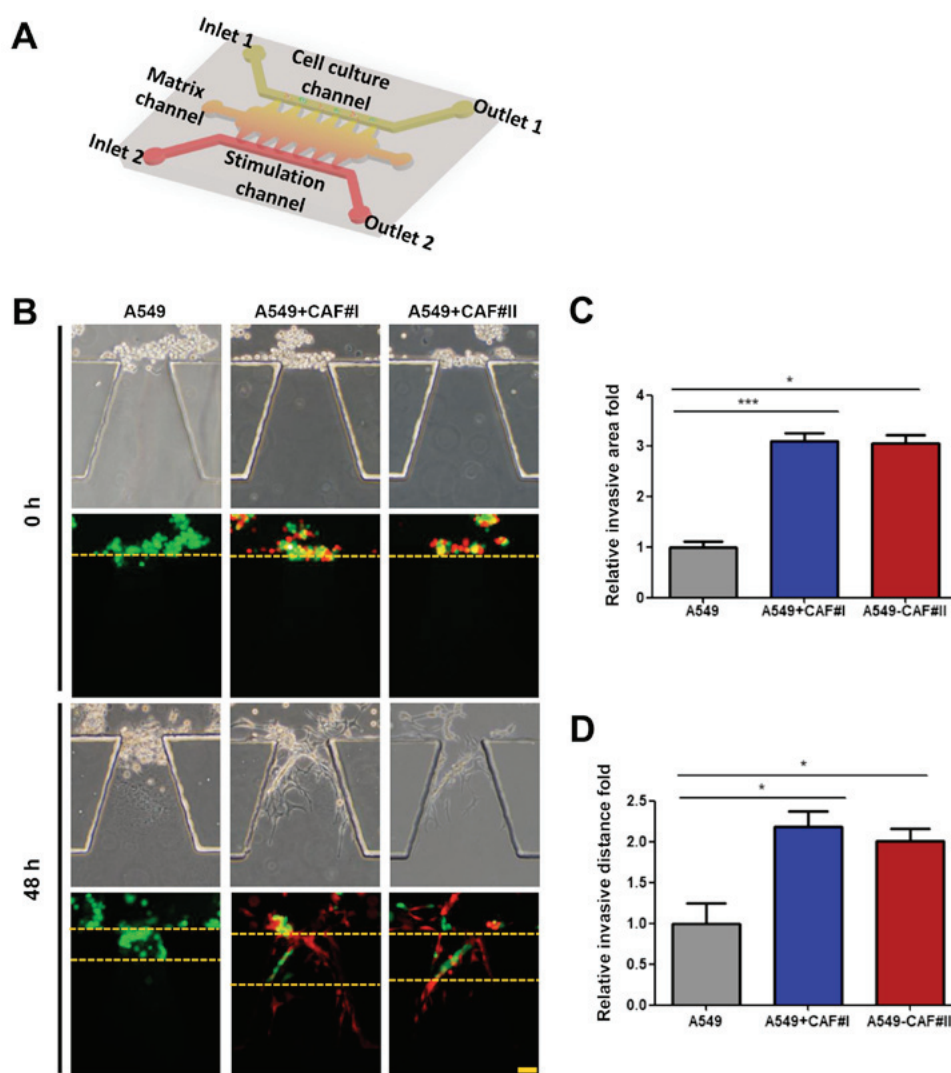 A
Inlet 1
Cell culture
channel
Matrix
channel
Outlet 1
Inlet 2
Stimulation
channel
Outlet 2
B
A549
A549+CAF#I
A549+CAF#II
0 h
48 h
C
Relative invasive area fold
4
3
2
1
0
***
*
A549
A549+CAF#I
A549-CAF#II
D
Relative invasive distance fold
2.5
2.0
1.5
1.0
0.5
0.0
*
*
A549
A549+CAF#I
A549-CAF#II